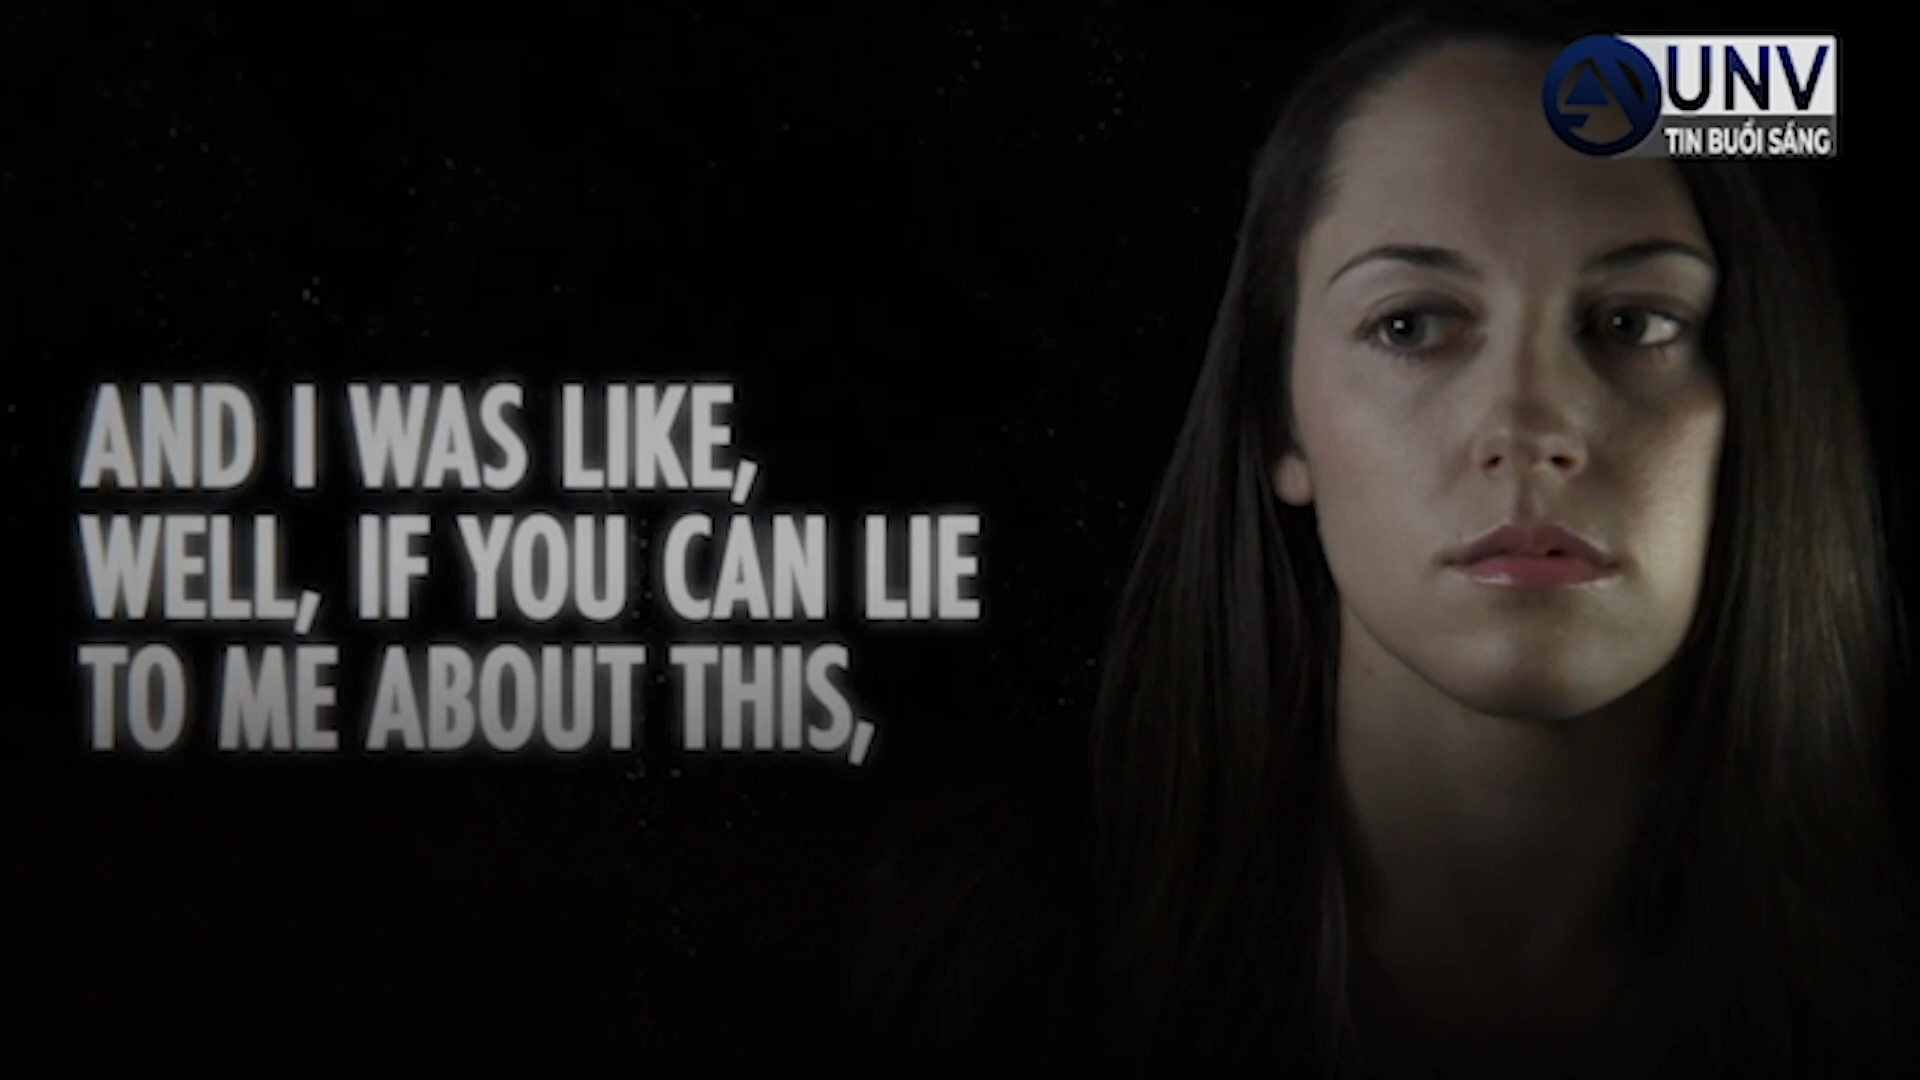 UNV
TIN BUỔI SÁNG
AND I WAS LIKE,
WELL, IF YOU CAN LIE
TO ME ABOUT THIS,